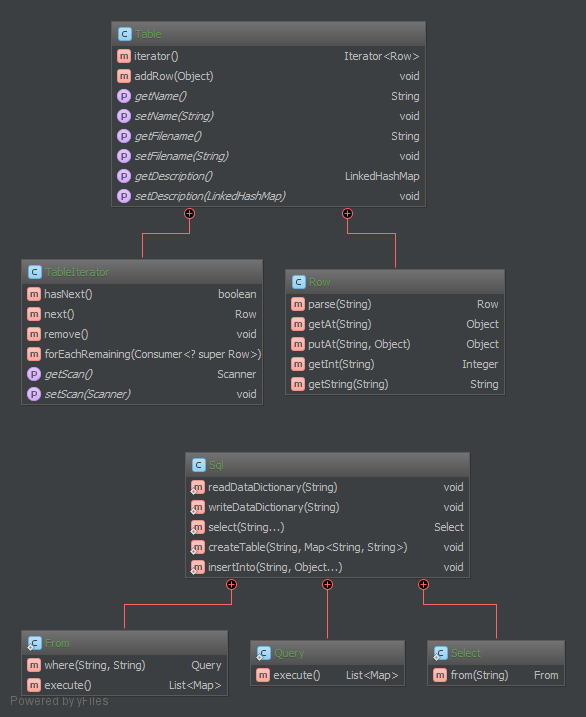 C Table
m iterator() Iterator<Row>
m addRow(Object) void
p getName() String
p setName(String) void
p getFilename() String
p setFilename(String) void
p getDescription() LinkedHashMap
p setDescription(LinkedHashMap) void
C TableIterator
m hasNext() boolean
m next() Row
m remove() void
m forEachRemaining(Consumer<? super Row>)
p getScan() Scanner
p setScan(Scanner) void
C Row
m parse(String) Row
m getAt(String) Object
m putAt(String, Object) Object
m getInt(String) Integer
m getString(String) String
C Sql
m readDataDictionary(String) void
m writeDataDictionary(String) void
m select(String...) Select
m createTable(String, Map<String, String>) void
m insertInto(String, Object...) void
C From
m where(String, String) Query
m execute() List<Map>
C Query
m execute() List<Map>
C Select
m from(String) From
Powered by yFiles